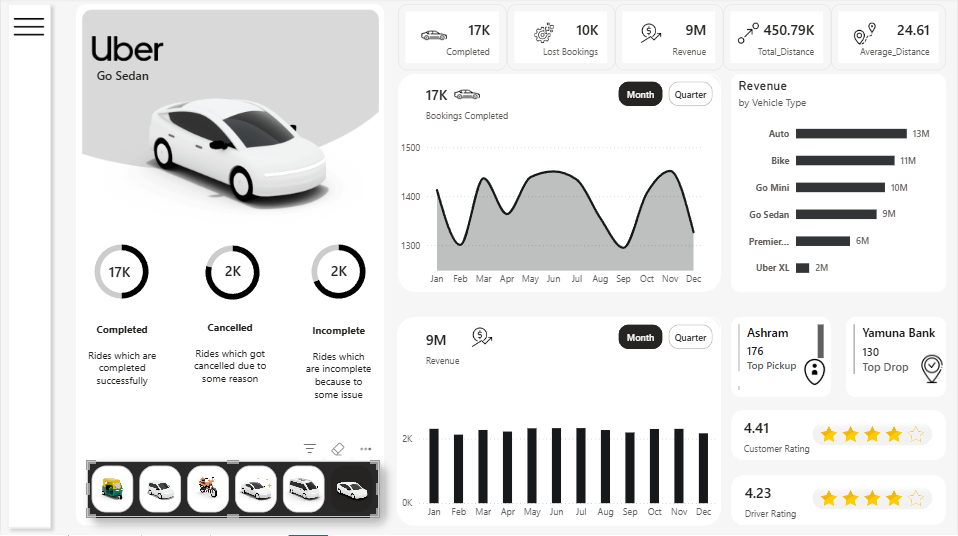 Uber
Go Sedan
17K
Completed
Rides which are
completed
successfully
2K
Cancelled
Rides which got
cancelled due to
some reason
2K
Incomplete
Rides which
are incomplete
because to
some issue
17K
Completed
10K
Lost Bookings
9M
Revenue
450.79K
Total_Distance
24.61
Average_Distance
17K
Bookings Completed
Month
Quarter
1500
1400
1300
Jan Feb Mar Apr May Jun Jul Aug Sep Oct Nov Dec
Revenue
by Vehicle Type
Auto 13M
Bike 11M
Go Mini 10M
Go Sedan 9M
Premier... 6M
Uber XL 2M
9M
Revenue
Month
Quarter
2K
0K
Jan Feb Mar Apr May Jun Jul Aug Sep Oct Nov Dec
Ashram
176
Top Pickup
Yamuna Bank
130
Top Drop
4.41
Customer Rating
4.23
Driver Rating